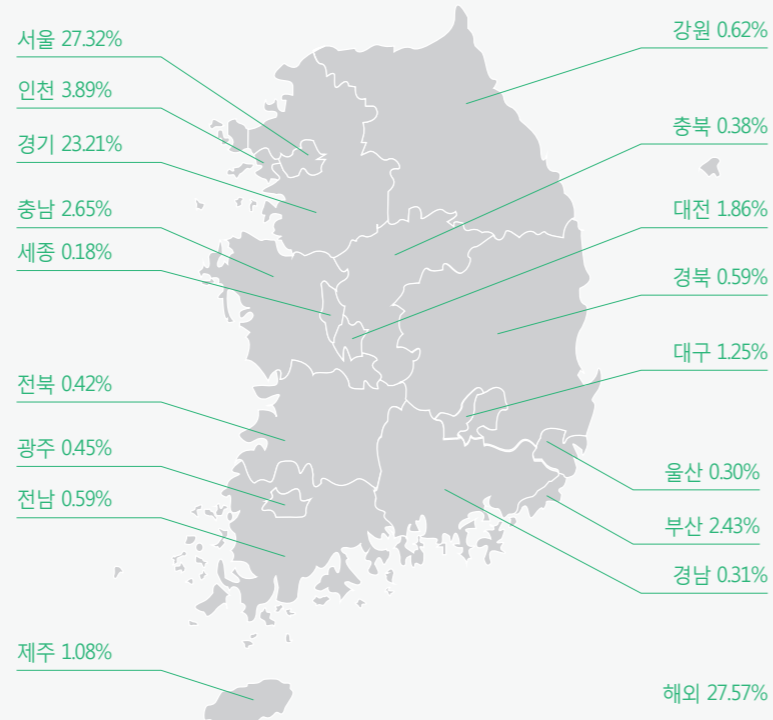 서울 27.32%
인천 3.89%
경기 23.21%
충남 2.65%
세종 0.18%
전북 0.42%
광주 0.45%
전남 0.59%
제주 1.08%
강원 0.62%
충북 0.38%
대전 1.86%
경북 0.59%
대구 1.25%
울산 0.30%
부산 2.43%
경남 0.31%
해외 27.57%